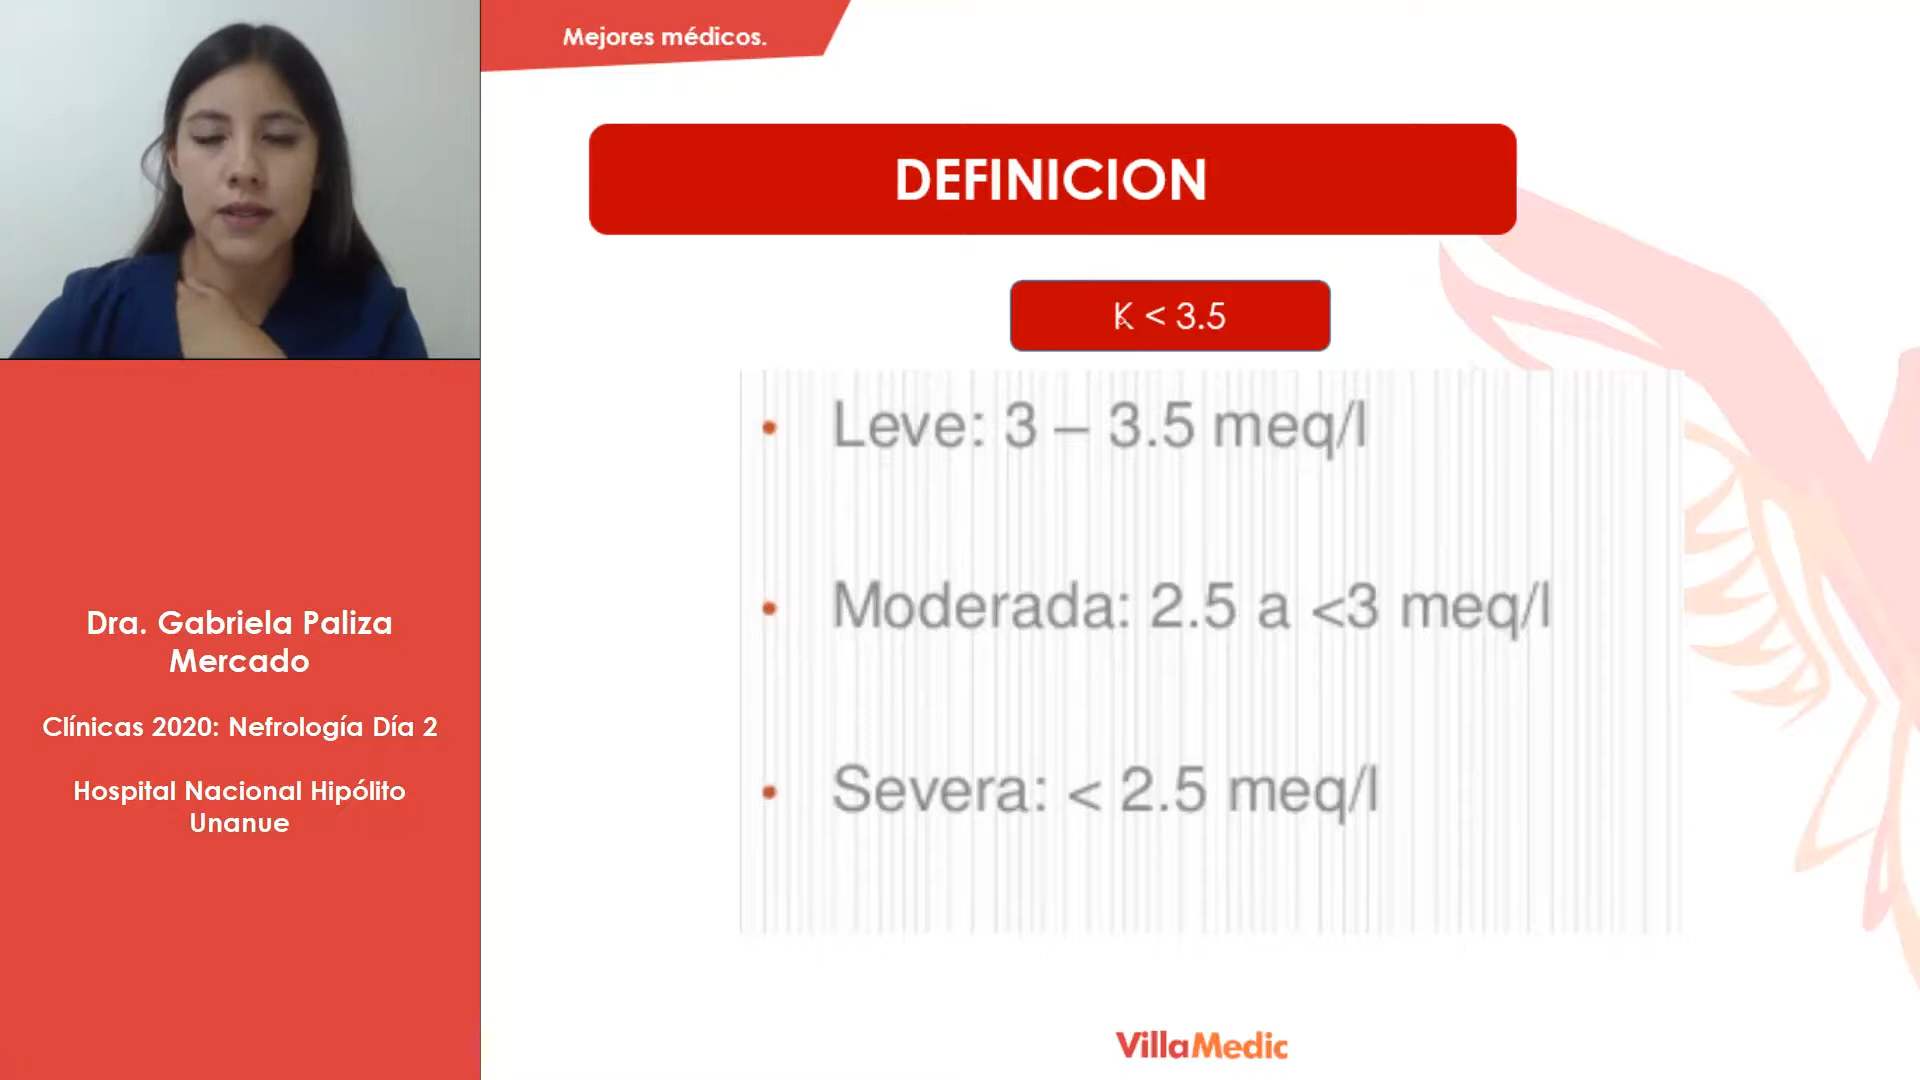 Mejores médicos.
DEFINICION
K < 3.5
• Leve: 3 – 3.5 meq/l
• Moderada: 2.5 a <3 meq/l
• Severa: < 2.5 meq/l
Dra. Gabriela Paliza
Mercado
Clínicas 2020: Nefrología Día 2
Hospital Nacional Hipólito
Unanue
VillaMedic